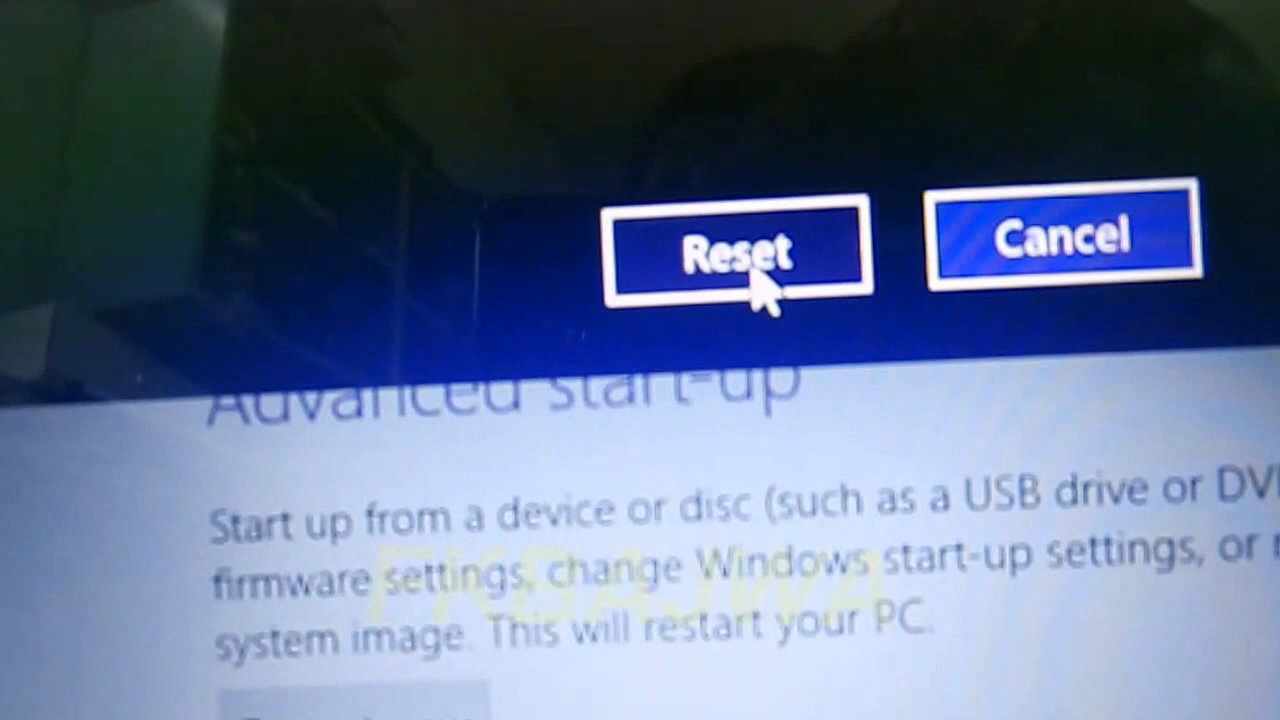 Reset Cancel
Advanced start-up
Start up from a device or disc (such as a USB drive or
firmware settings, change Windows start-up settings, or
system image. This will restart your PC.
FKBAJWA